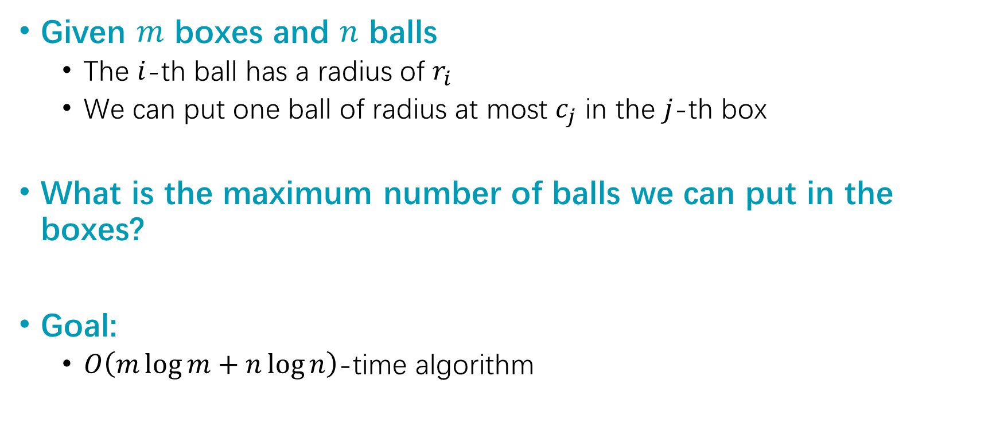 • Given m boxes and n balls
• The i-th ball has a radius of rᵢ
• We can put one ball of radius at most cⱼ in the j-th box
• What is the maximum number of balls we can put in the
boxes?
• Goal:
• O(m log m + n log n)-time algorithm